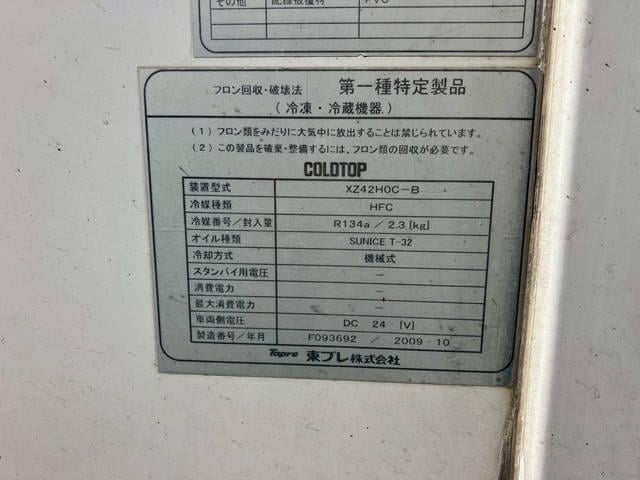 その他 配線被覆材 PVC
フロン回収・破壊法 第一種特定製品
(冷凍・冷蔵機器)
(1) フロン類をみだりに大気中に放出することは禁じられています。
(2) この製品を廃棄・整備するには、フロン類の回収が必要です。
COLDTOP
装置型式 XZ42H0C-B
冷媒種類 HFC
冷媒番号/封入量 R134a / 2.3 [kg]
オイル種類 SUNICE T-32
冷却方式 機械式
スタンバイ用電圧 -
消費電力 -
最大消費電力 -
車両側電圧 DC 24 [V]
製造番号/年月 F093692 / 2009 10
Topre 東プレ株式会社